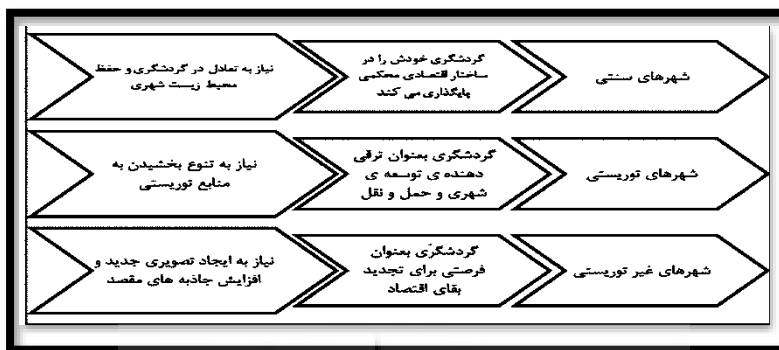 شهرهای سنتی
گردشگری خودش را در
ساختار اقتصادی محکمی
پایگذاری می کند
نیاز به تعادل در گردشگری و حفظ
محیط زیست شهری
شهرهای توریستی
گردشگری بعنوان ترقی
دهنده ی توسعه ی
شهری و حمل و نقل
نیاز به تنوع بخشیدن به
منابع توریستی
شهرهای غیر توریستی
گردشگری بعنوان
فرصتی برای تجدید
بقای اقتصاد
نیاز به ایجاد تصویری جدید و
افزایش جاذبه های مقصد